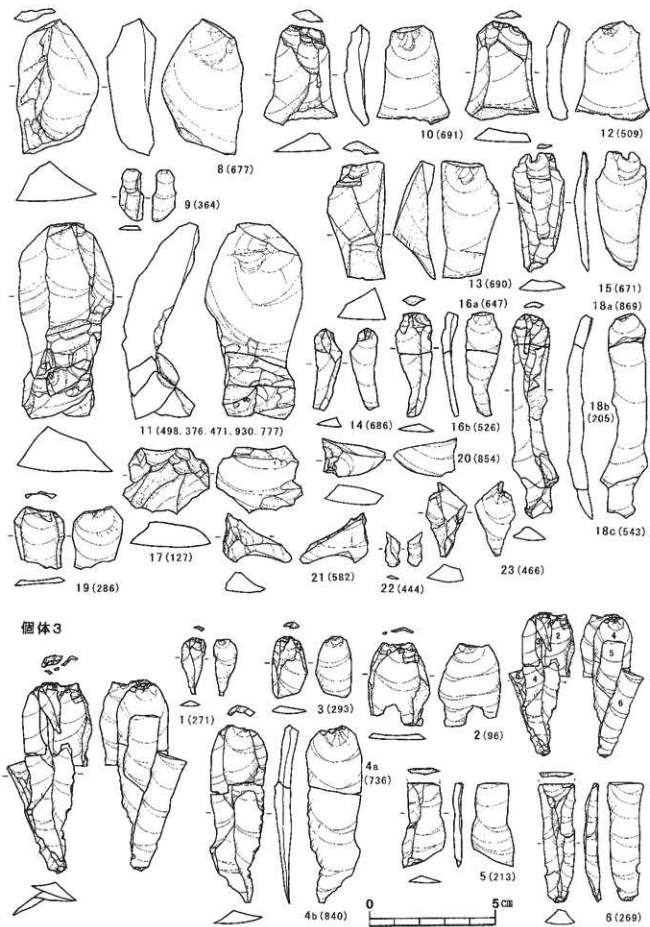 8 (677)
9 (364)
10 (691)
12 (509)
13 (690)
15 (671)
16a (647)
18a (869)
11 (498, 376, 471, 930, 777)
14 (686)
16b (526)
18b
(205)
20 (854)
17 (127)
18c (543)
19 (286)
21 (582)
22 (444)
23 (466)
個体3
1 (271)
3 (293)
2 (96)
2
4
4
5
6
4a
(736)
5 (213)
4b (840)
0
5 cm
6 (269)